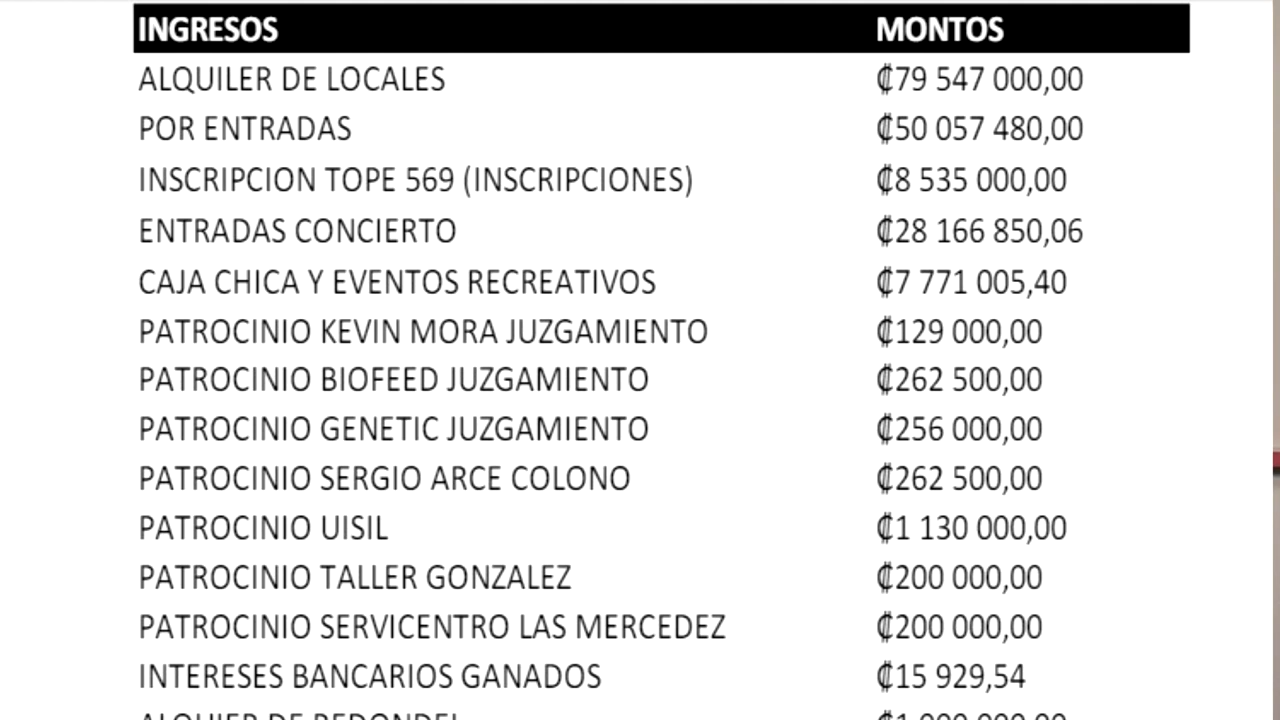 INGRESOS MONTOS
ALQUILER DE LOCALES ₡79 547 000,00
POR ENTRADAS ₡50 057 480,00
INSCRIPCION TOPE 569 (INSCRIPCIONES) ₡8 535 000,00
ENTRADAS CONCIERTO ₡28 166 850,06
CAJA CHICA Y EVENTOS RECREATIVOS ₡7 771 005,40
PATROCINIO KEVIN MORA JUZGAMIENTO ₡129 000,00
PATROCINIO BIOFEED JUZGAMIENTO ₡262 500,00
PATROCINIO GENETIC JUZGAMIENTO ₡256 000,00
PATROCINIO SERGIO ARCE COLONO ₡262 500,00
PATROCINIO UISIL ₡1 130 000,00
PATROCINIO TALLER GONZALEZ ₡200 000,00
PATROCINIO SERVICENTRO LAS MERCEDEZ ₡200 000,00
INTERESES BANCARIOS GANADOS ₡15 929,54